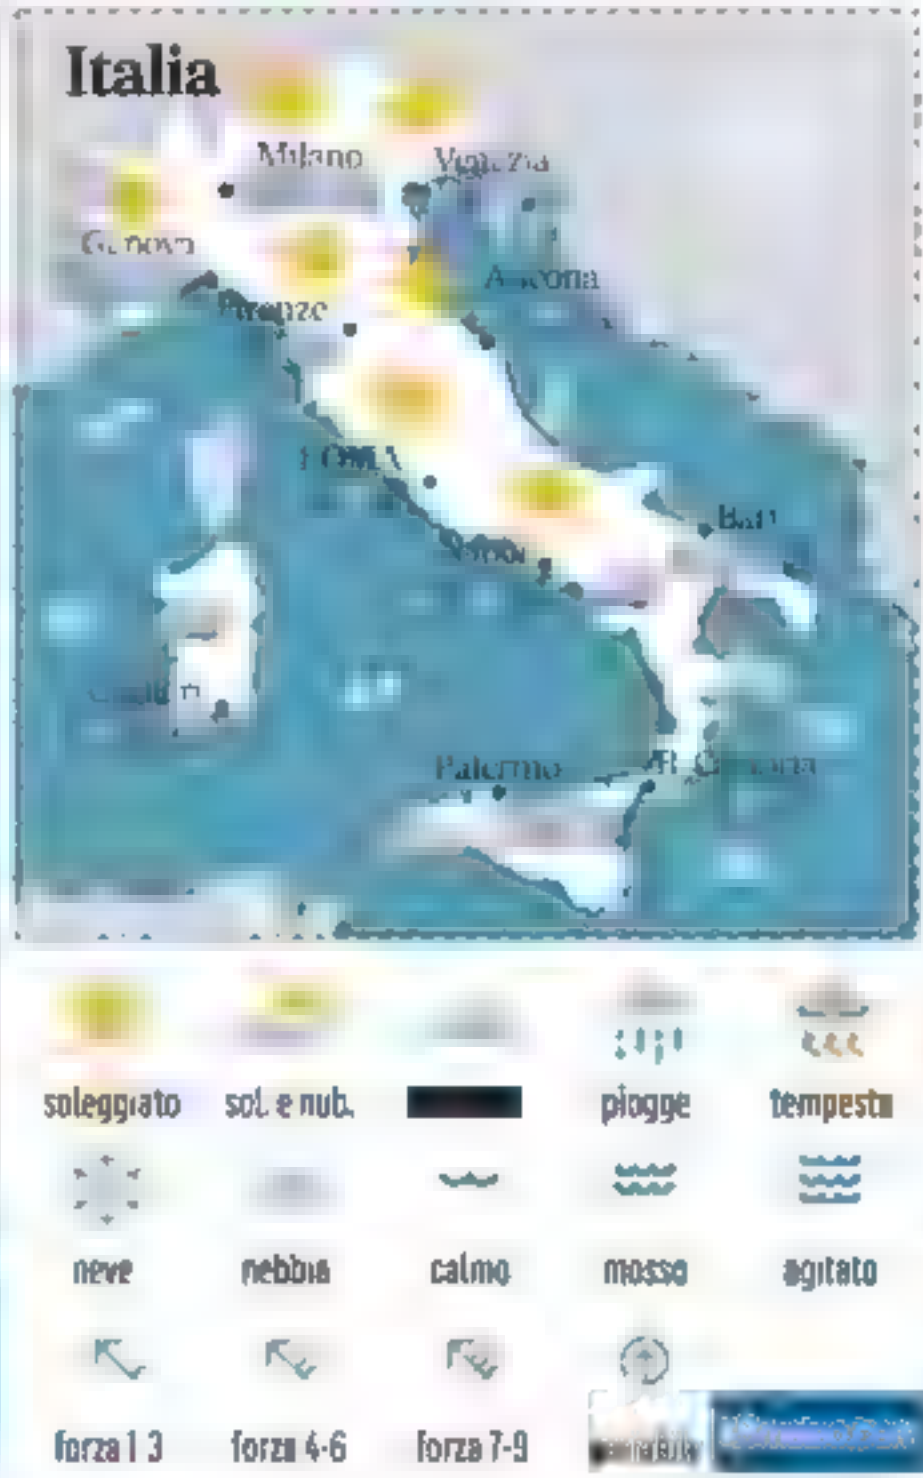 Italia
Milano
Venezia
Genova
Ancona
Firenze
ROMA
Bari
Napoli
Palermo
soleggiato
sol. e nub.
piogge
tempesta
neve
nebbia
calmo
mosso
agitato
forza 1-3
forza 4-6
forza 7-9